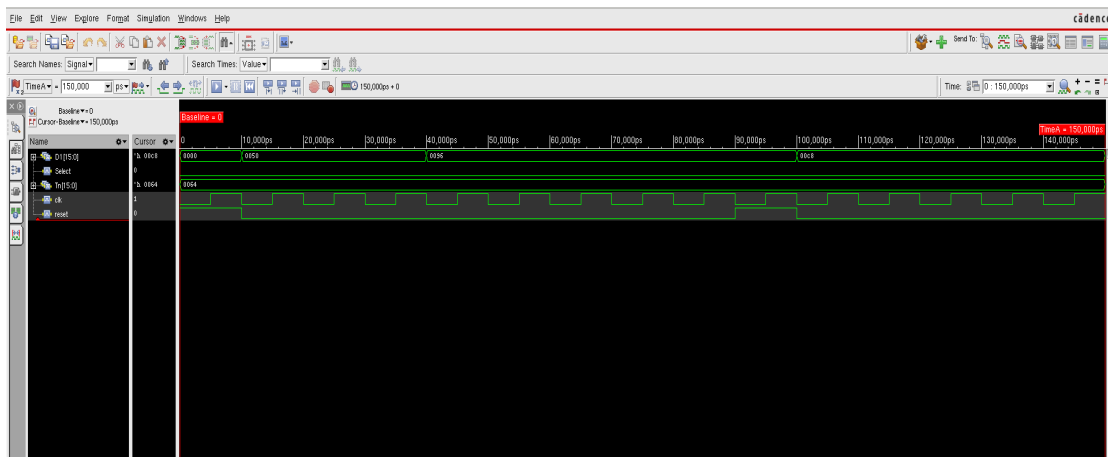 File Edit View Explore Format Simulation Windows Help
cādence
Send To:
Search Names: Signal
Search Times: Value
TimeA = 150,000 ps
150,000ps + 0
Time: 0 : 150,000ps
Baseline = 0
Cursor-Baseline = 150,000ps
Baseline = 0
TimeA = 150,000ps
Name Cursor
0 10,000ps 20,000ps 30,000ps 40,000ps 50,000ps 60,000ps 70,000ps 80,000ps 90,000ps 100,000ps 110,000ps 120,000ps 130,000ps 140,000ps
D1[15:0] 'h 00C8 0000 0050 0096 00C8
Select 0
Tn[15:0] 'h 0064 0064
clk 1
reset 0